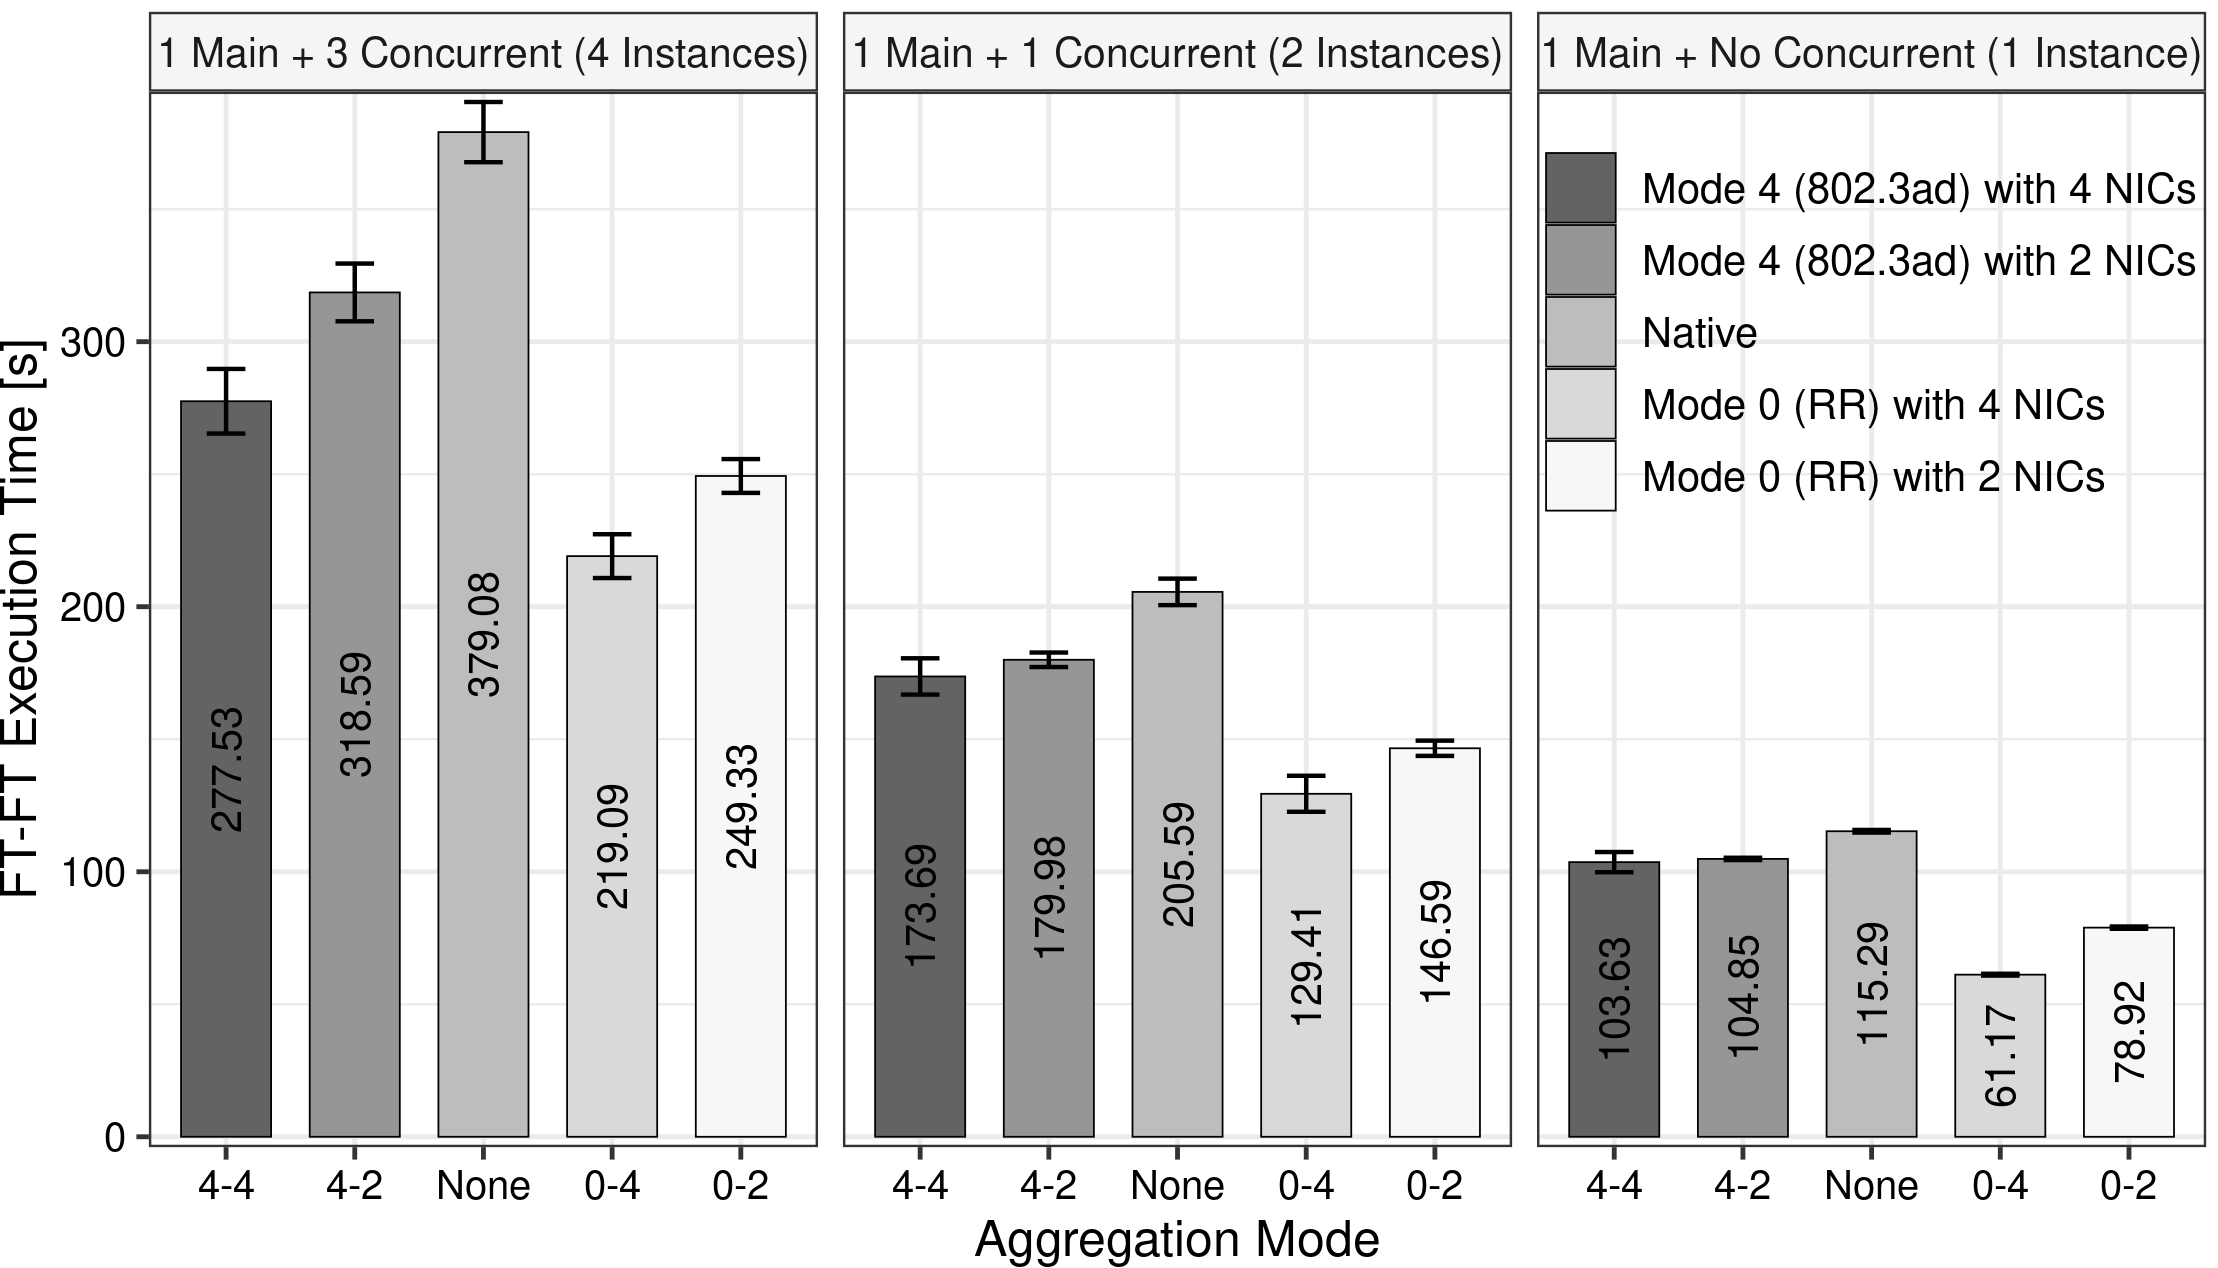 1 Main + 3 Concurrent (4 Instances)
1 Main + 1 Concurrent (2 Instances)
1 Main + No Concurrent (1 Instance)
FT-FT Execution Time [s]
300
200
100
0
277.53
318.59
379.08
219.09
249.33
173.69
179.98
205.59
129.41
146.59
103.63
104.85
115.29
61.17
78.92
Mode 4 (802.3ad) with 4 NICs
Mode 4 (802.3ad) with 2 NICs
Native
Mode 0 (RR) with 4 NICs
Mode 0 (RR) with 2 NICs
4-4 4-2 None 0-4 0-2
4-4 4-2 None 0-4 0-2
4-4 4-2 None 0-4 0-2
Aggregation Mode